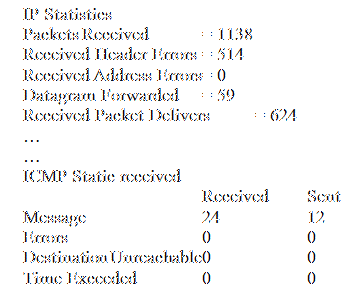 IP Statistics
Packets Received = 1138
Received Header Errors = 514
Received Address Errors = 0
Datagram Forwarded = 59
Received Packet Delivers = 624
...
...
ICMP Static received
Received Sent
Message 24 12
Errors 0 0
Destination Unreachable 0 0
Time Exceeded 0 0